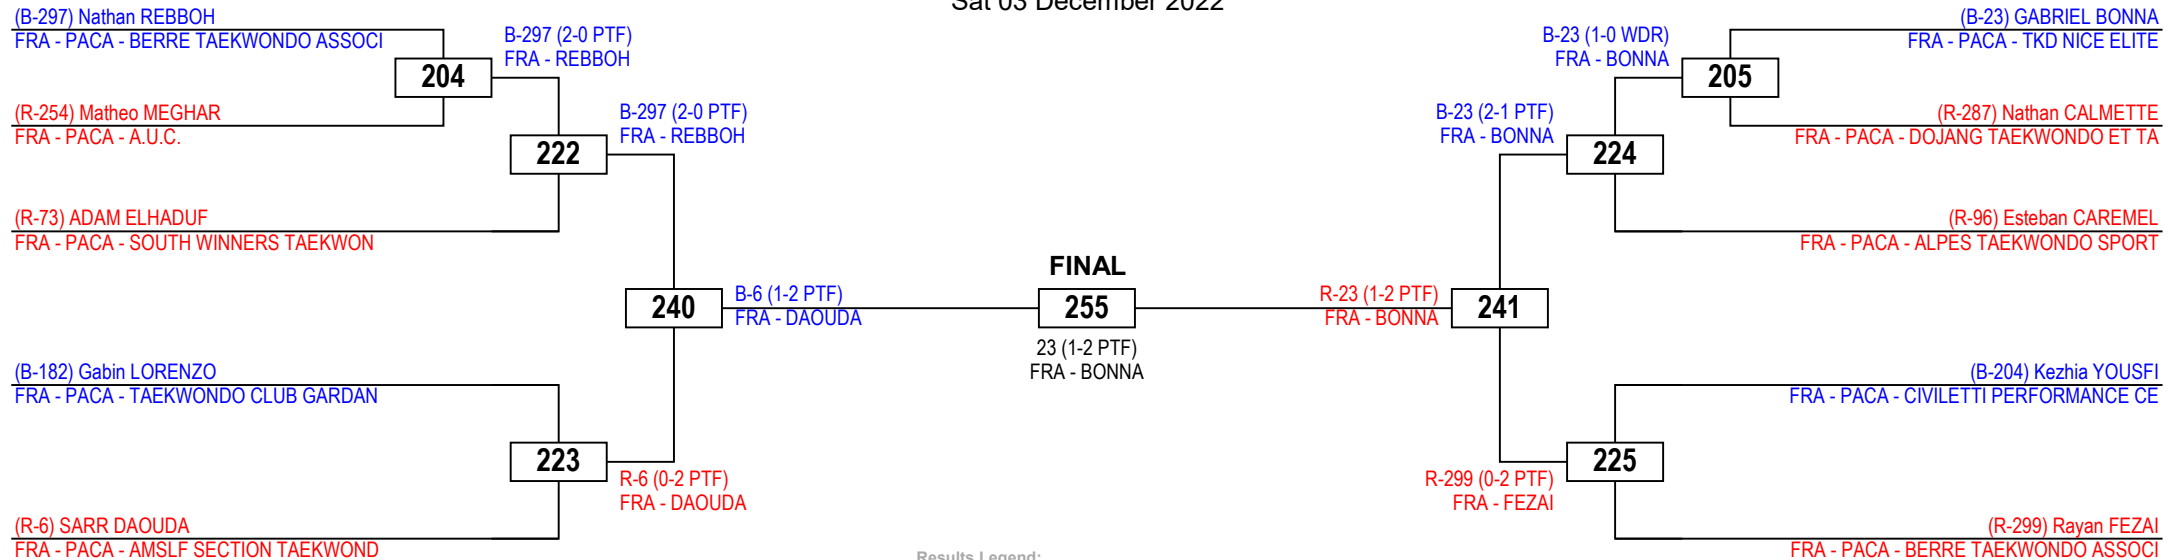 Sat 03 December 2022
(B-297) Nathan REBBOH
FRA - PACA - BERRE TAEKWONDO ASSOCI
204
(R-254) Matheo MEGHAR
FRA - PACA - A.U.C.
B-297 (2-0 PTF)
FRA - REBBOH
222
(R-73) ADAM ELHADUF
FRA - PACA - SOUTH WINNERS TAEKWON
B-297 (2-0 PTF)
FRA - REBBOH
240
(B-182) Gabin LORENZO
FRA - PACA - TAEKWONDO CLUB GARDAN
223
(R-6) SARR DAOUDA
FRA - PACA - AMSLF SECTION TAEKWOND
R-6 (0-2 PTF)
FRA - DAOUDA
B-6 (1-2 PTF)
FRA - DAOUDA
FINAL
255
23 (1-2 PTF)
FRA - BONNA
R-23 (1-2 PTF)
FRA - BONNA
241
B-23 (2-1 PTF)
FRA - BONNA
224
B-23 (1-0 WDR)
FRA - BONNA
205
(B-23) GABRIEL BONNA
FRA - PACA - TKD NICE ELITE
(R-287) Nathan CALMETTE
FRA - PACA - DOJANG TAEKWONDO ET TA
(R-96) Esteban CAREMEL
FRA - PACA - ALPES TAEKWONDO SPORT
R-299 (0-2 PTF)
FRA - FEZAI
225
(B-204) Kezhia YOUSFI
FRA - PACA - CIVILETTI PERFORMANCE CE
(R-299) Rayan FEZAI
FRA - PACA - BERRE TAEKWONDO ASSOCI
Results Legend: